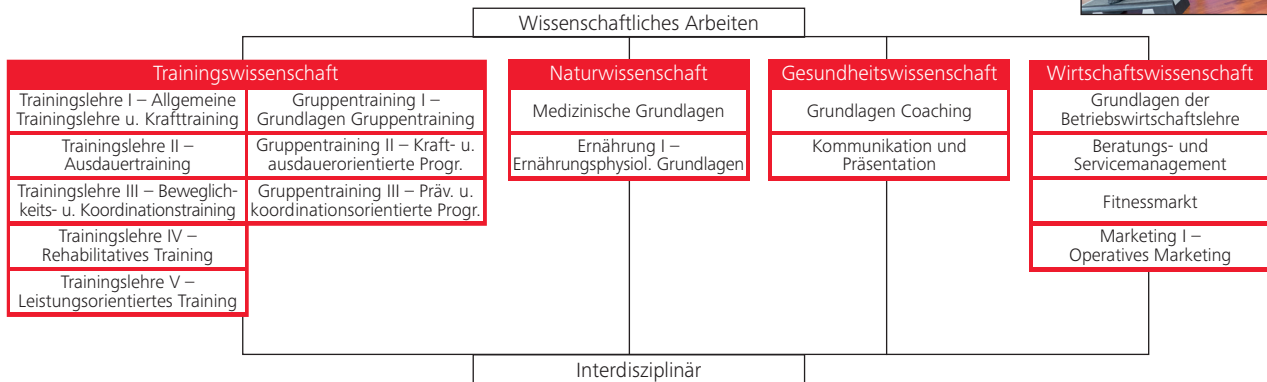 Wissenschaftliches Arbeiten
Trainingswissenschaft
Trainingslehre I – Allgemeine
Trainingslehre u. Krafttraining
Trainingslehre II –
Ausdauertraining
Trainingslehre III – Beweglich-
keits- u. Koordinationstraining
Trainingslehre IV –
Rehabilitatives Training
Trainingslehre V –
Leistungsorientiertes Training
Gruppentraining I –
Grundlagen Gruppentraining
Gruppentraining II – Kraft- u.
ausdauerorientierte Progr.
Gruppentraining III – Präv. u.
koordinationsorientierte Progr.
Naturwissenschaft
Medizinische Grundlagen
Ernährung I –
Ernährungsphysiol. Grundlagen
Gesundheitswissenschaft
Grundlagen Coaching
Kommunikation und
Präsentation
Wirtschaftswissenschaft
Grundlagen der
Betriebswirtschaftslehre
Beratungs- und
Servicemanagement
Fitnessmarkt
Marketing I –
Operatives Marketing
Interdisziplinär